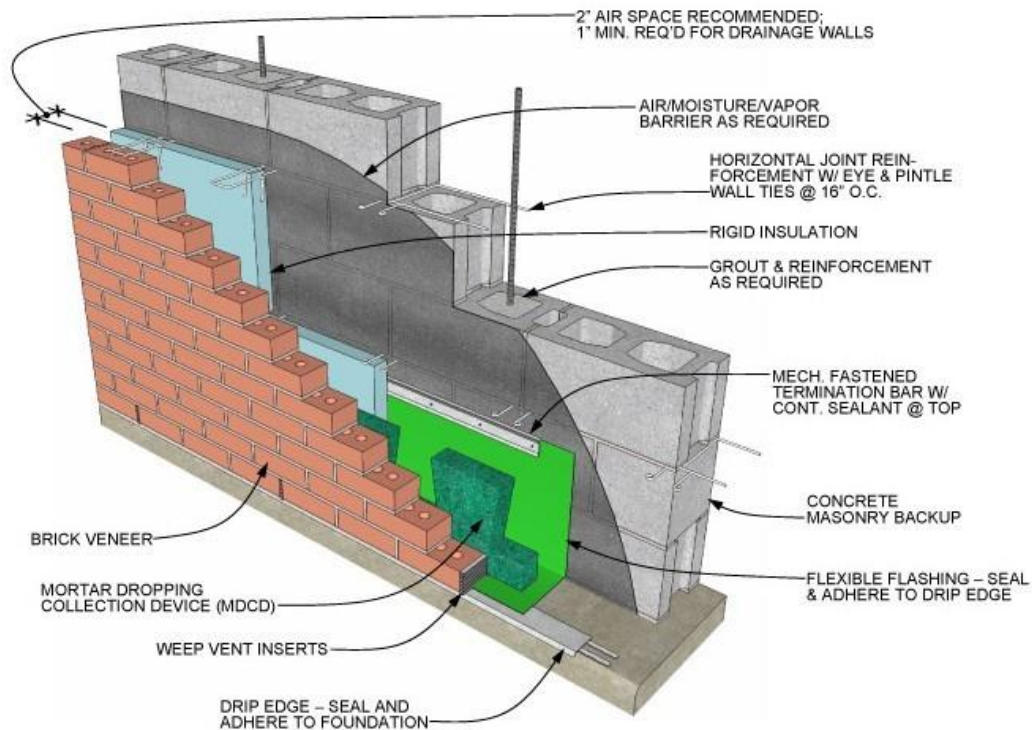 2” AIR SPACE RECOMMENDED;
1” MIN. REQ’D FOR DRAINAGE WALLS
AIR/MOISTURE/VAPOR
BARRIER AS REQUIRED
HORIZONTAL JOINT REIN-
FORCEMENT W/ EYE & PINTLE
WALL TIES @ 16” O.C.
RIGID INSULATION
GROUT & REINFORCEMENT
AS REQUIRED
MECH. FASTENED
TERMINATION BAR W/
CONT. SEALANT @ TOP
CONCRETE
MASONRY BACKUP
FLEXIBLE FLASHING – SEAL
& ADHERE TO DRIP EDGE
BRICK VENEER
MORTAR DROPPING
COLLECTION DEVICE (MDCD)
WEEP VENT INSERTS
DRIP EDGE – SEAL AND
ADHERE TO FOUNDATION